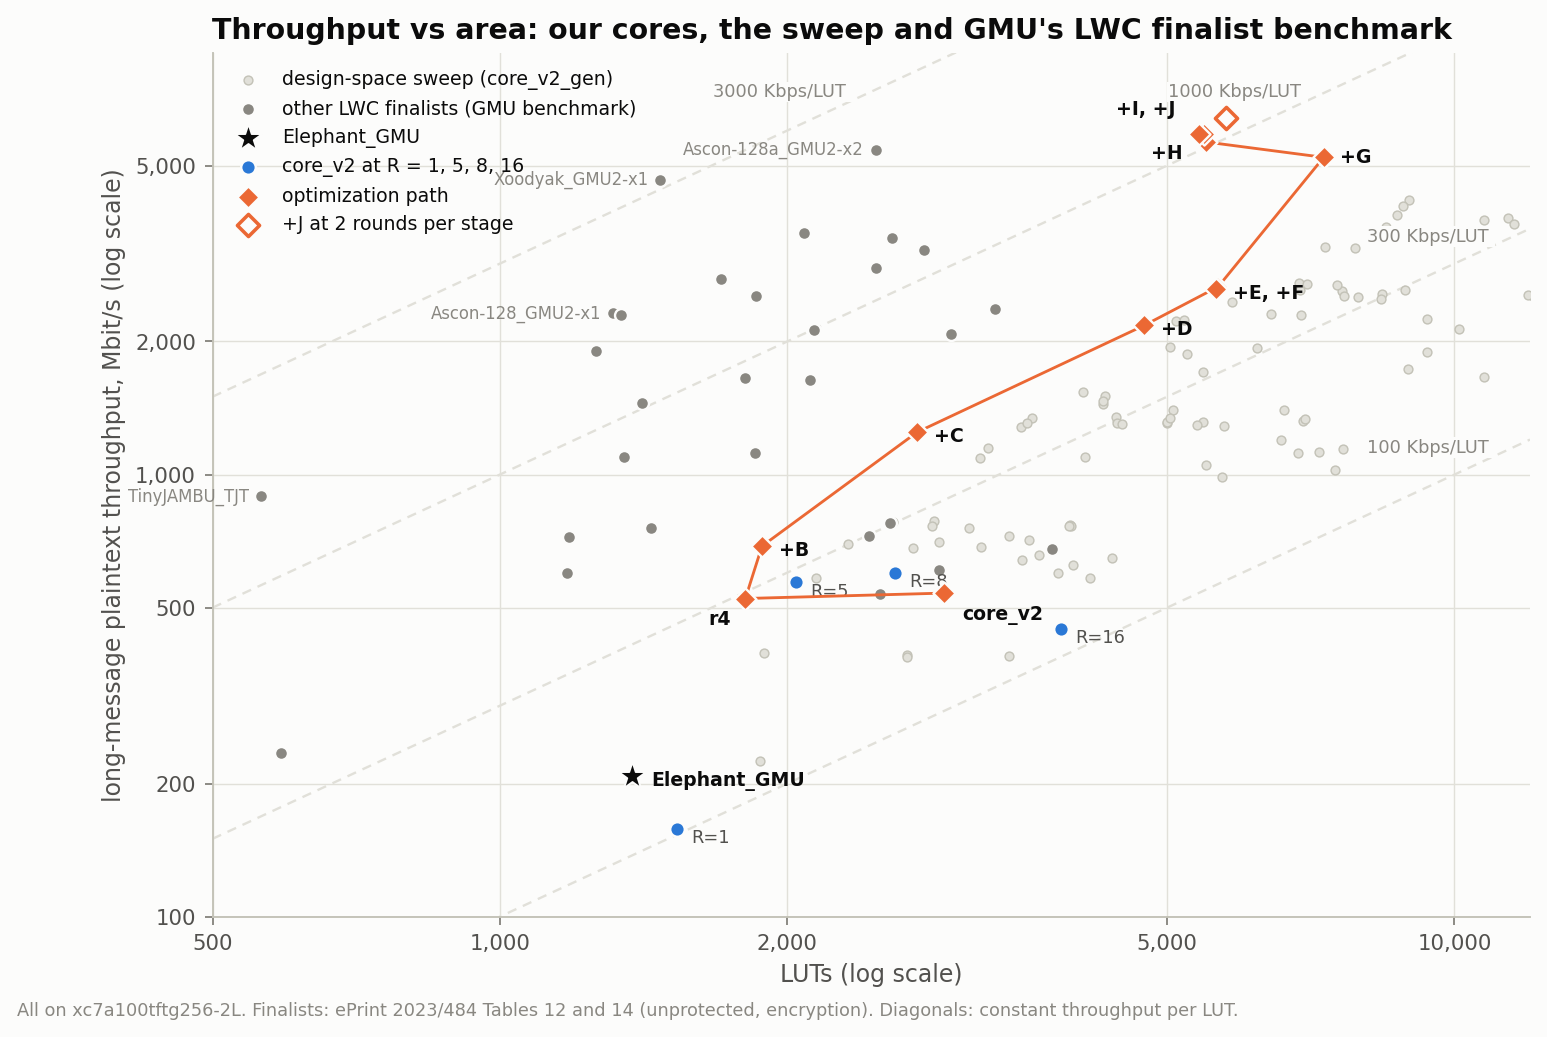 Throughput vs area: our cores, the sweep and GMU's LWC finalist benchmark
design-space sweep (core_v2_gen)
other LWC finalists (GMU benchmark)
Elephant_GMU
core_v2 at R = 1, 5, 8, 16
optimization path
+J at 2 rounds per stage
3000 Kbps/LUT
1000 Kbps/LUT
+I, +J
+H
+G
Ascon-128a_GMU2-x2
Xoodyak_GMU2-x1
300 Kbps/LUT
+E, +F
Ascon-128_GMU2-x1
+D
+C
100 Kbps/LUT
TinyJAMBU_TJT
+B
R=5
R=8
r4
core_v2
R=16
Elephant_GMU
R=1
5,000
2,000
1,000
500
200
100
long-message plaintext throughput, Mbit/s (log scale)
500
1,000
2,000
5,000
10,000
LUTs (log scale)
All on xc7a100tftg256-2L. Finalists: ePrint 2023/484 Tables 12 and 14 (unprotected, encryption). Diagonals: constant throughput per LUT.